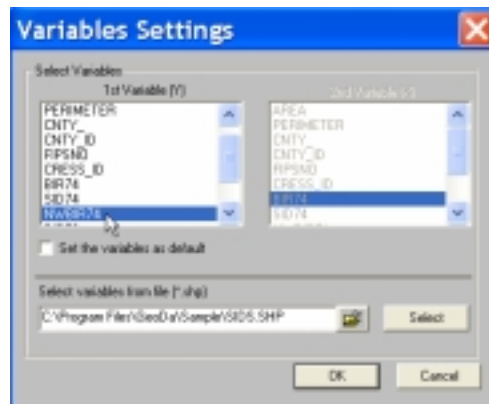 Variables Settings
Select Variables
1st Variable (Y)
2nd Variable
PERIMETER
CNTY_
CNTY_ID
FIPSNO
CRESS_ID
BIR74
SID74
NWBIR74
AREA
PERIMETER
CNTY_
CNTY_ID
FIPSNO
CRESS_ID
BIR74
SID74
Set the variables as default
Select variables from file (*.shp)
C:\Program Files\GeoDa\Sample\SIDS.SHP
Select
OK
Cancel